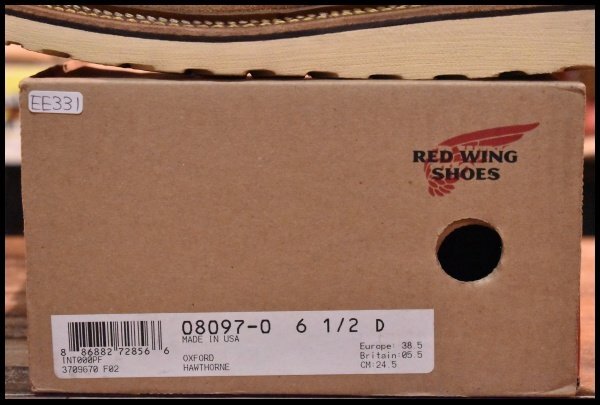 EE331
RED WING
SHOES
08097-0 6 1/2 D
MADE IN USA
8 86882 72856 6
INT000PF
3709670 F02
OXFORD
HAWTHORNE
Europe: 38.5
Britain:05.5
CM:24.5